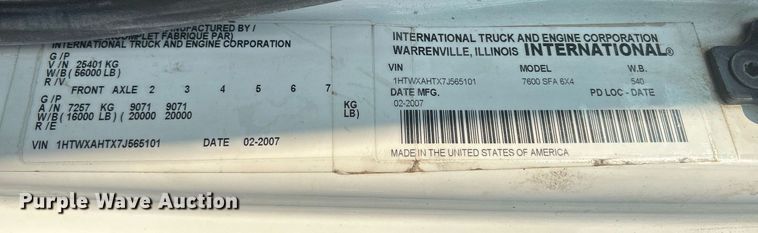 MANUFACTURED BY /
INCOMPLET FABRIQUE PAR)
INTERNATIONAL TRUCK AND ENGINE CORPORATION
G/P
V/N 25401 KG
W/B (56000 LB)
R/V
FRONT AXLE 2 3 4 5 6 7
G/P
A/N 7257 KG 9071 9071 KG
W/B (16000 LB) ( 20000 20000 LB)
R/E
VIN 1HTWXAHTX7J565101 DATE 02-2007
INTERNATIONAL TRUCK AND ENGINE CORPORATION
WARRENVILLE, ILLINOIS INTERNATIONAL®
VIN MODEL W.B.
1HTWXAHTX7J565101 7600 SFA 6X4 540
DATE MFG. PD LOC - DATE
02-2007
MADE IN THE UNITED STATES OF AMERICA
Purple Wave Auction